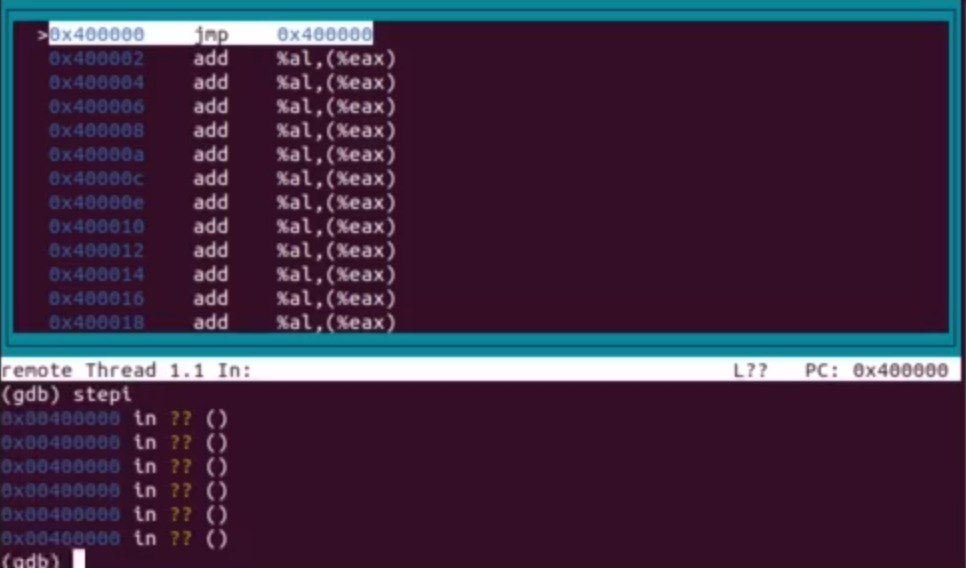 >0x400000 jmp 0x400000
0x400002 add %al,(%eax)
0x400004 add %al,(%eax)
0x400006 add %al,(%eax)
0x400008 add %al,(%eax)
0x40000a add %al,(%eax)
0x40000c add %al,(%eax)
0x40000e add %al,(%eax)
0x400010 add %al,(%eax)
0x400012 add %al,(%eax)
0x400014 add %al,(%eax)
0x400016 add %al,(%eax)
0x400018 add %al,(%eax)
remote Thread 1.1 In: L?? PC: 0x400000
(gdb) stepi
0x00400000 in ?? ()
0x00400000 in ?? ()
0x00400000 in ?? ()
0x00400000 in ?? ()
0x00400000 in ?? ()
0x00400000 in ?? ()
(gdb)